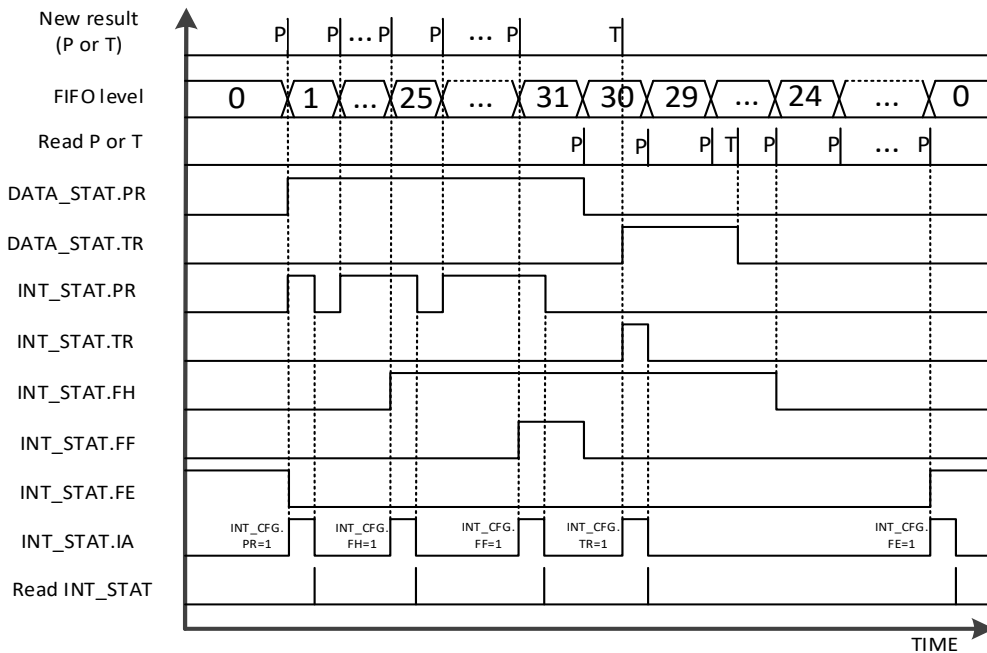 New result
(P or T)
P P ... P P ... P T
FIFO level
0 1 ... 25 ... 31 30 29 ... 24 ... 0
Read P or T
P P P T P P ... P
DATA_STAT.PR
DATA_STAT.TR
INT_STAT.PR
INT_STAT.TR
INT_STAT.FH
INT_STAT.FF
INT_STAT.FE
INT_STAT.IA
INT_CFG.
PR=1
INT_CFG.
FH=1
INT_CFG.
FF=1
INT_CFG.
TR=1
INT_CFG.
FE=1
Read INT_STAT
TIME